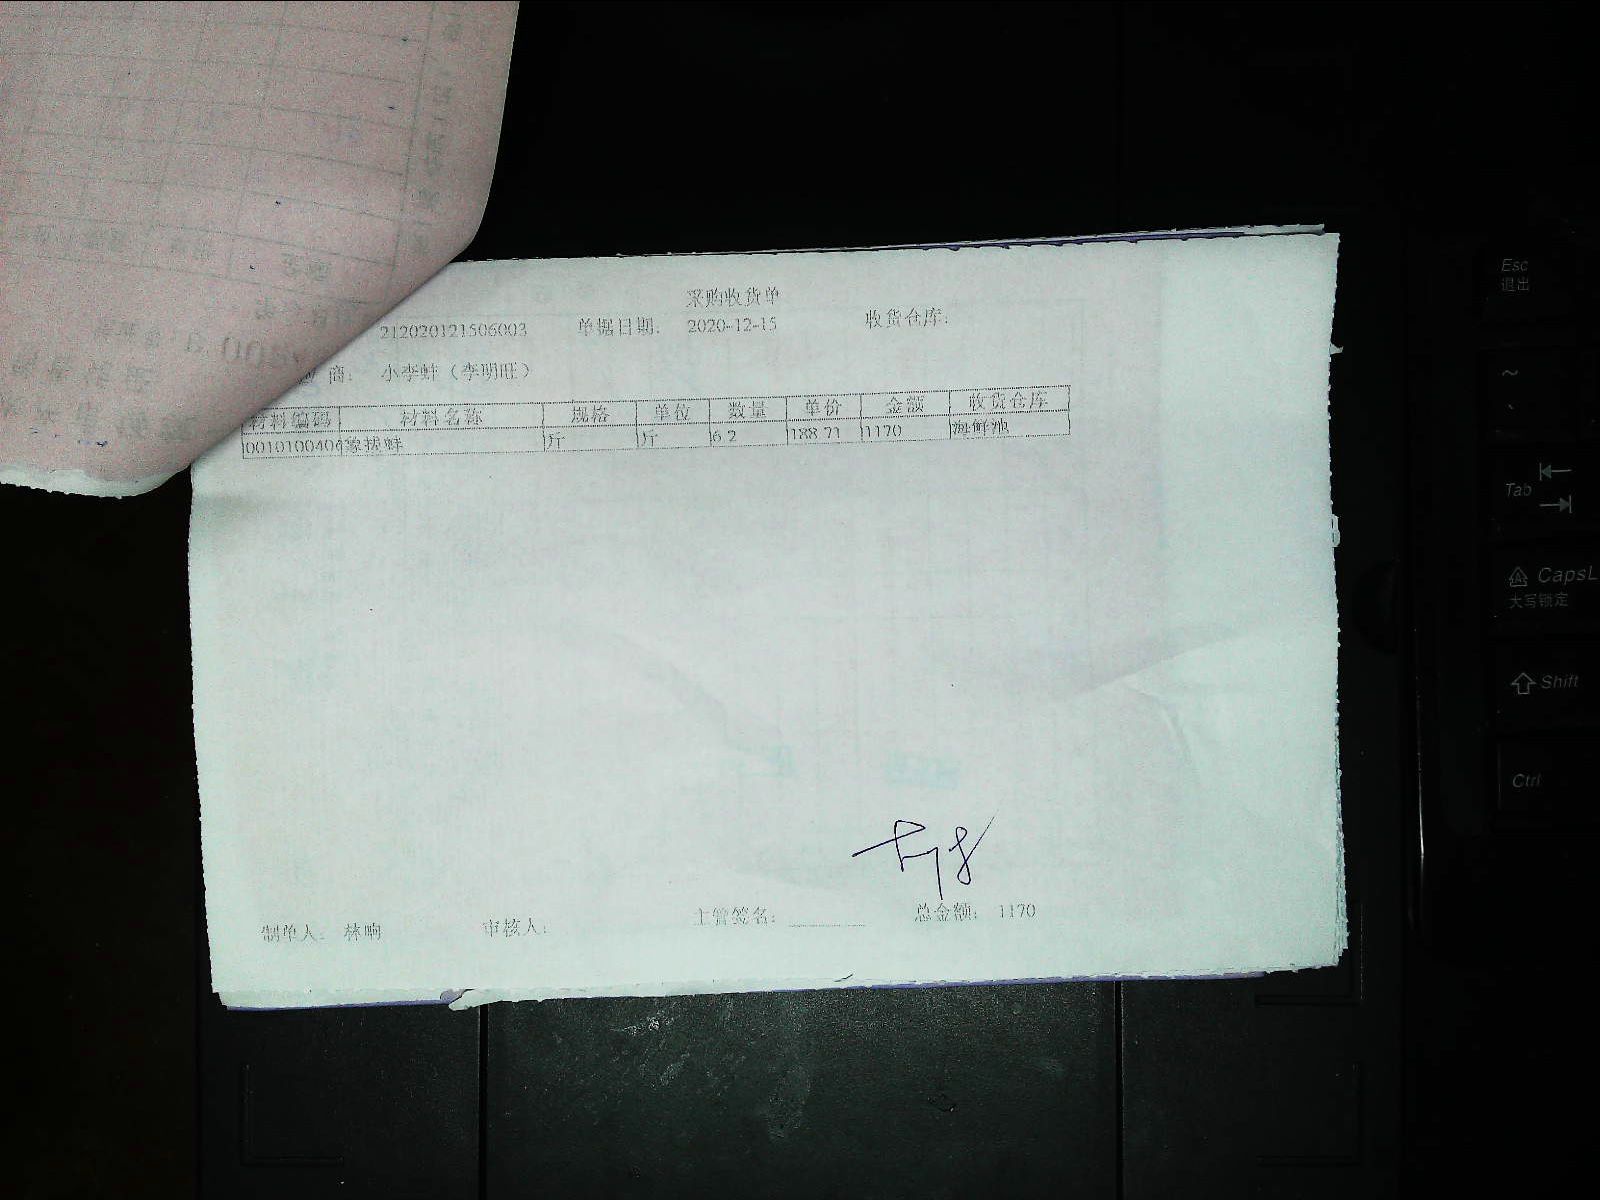 采购收货单
212020121506003 单据日期: 2020-12-15 收货仓库:
商: 小李蚌（李明旺）
材料编码 材料名称 规格 单位 数量 单价 金额 收货仓库
0010100406 象拔蚌 斤 斤 6.2 188.71 1170 海鲜池
制单人: 林响 审核人: 主管签名: 总金额: 1170
Esc
退出
~
Tab
CapsL
大写锁定
Shift
Ctrl